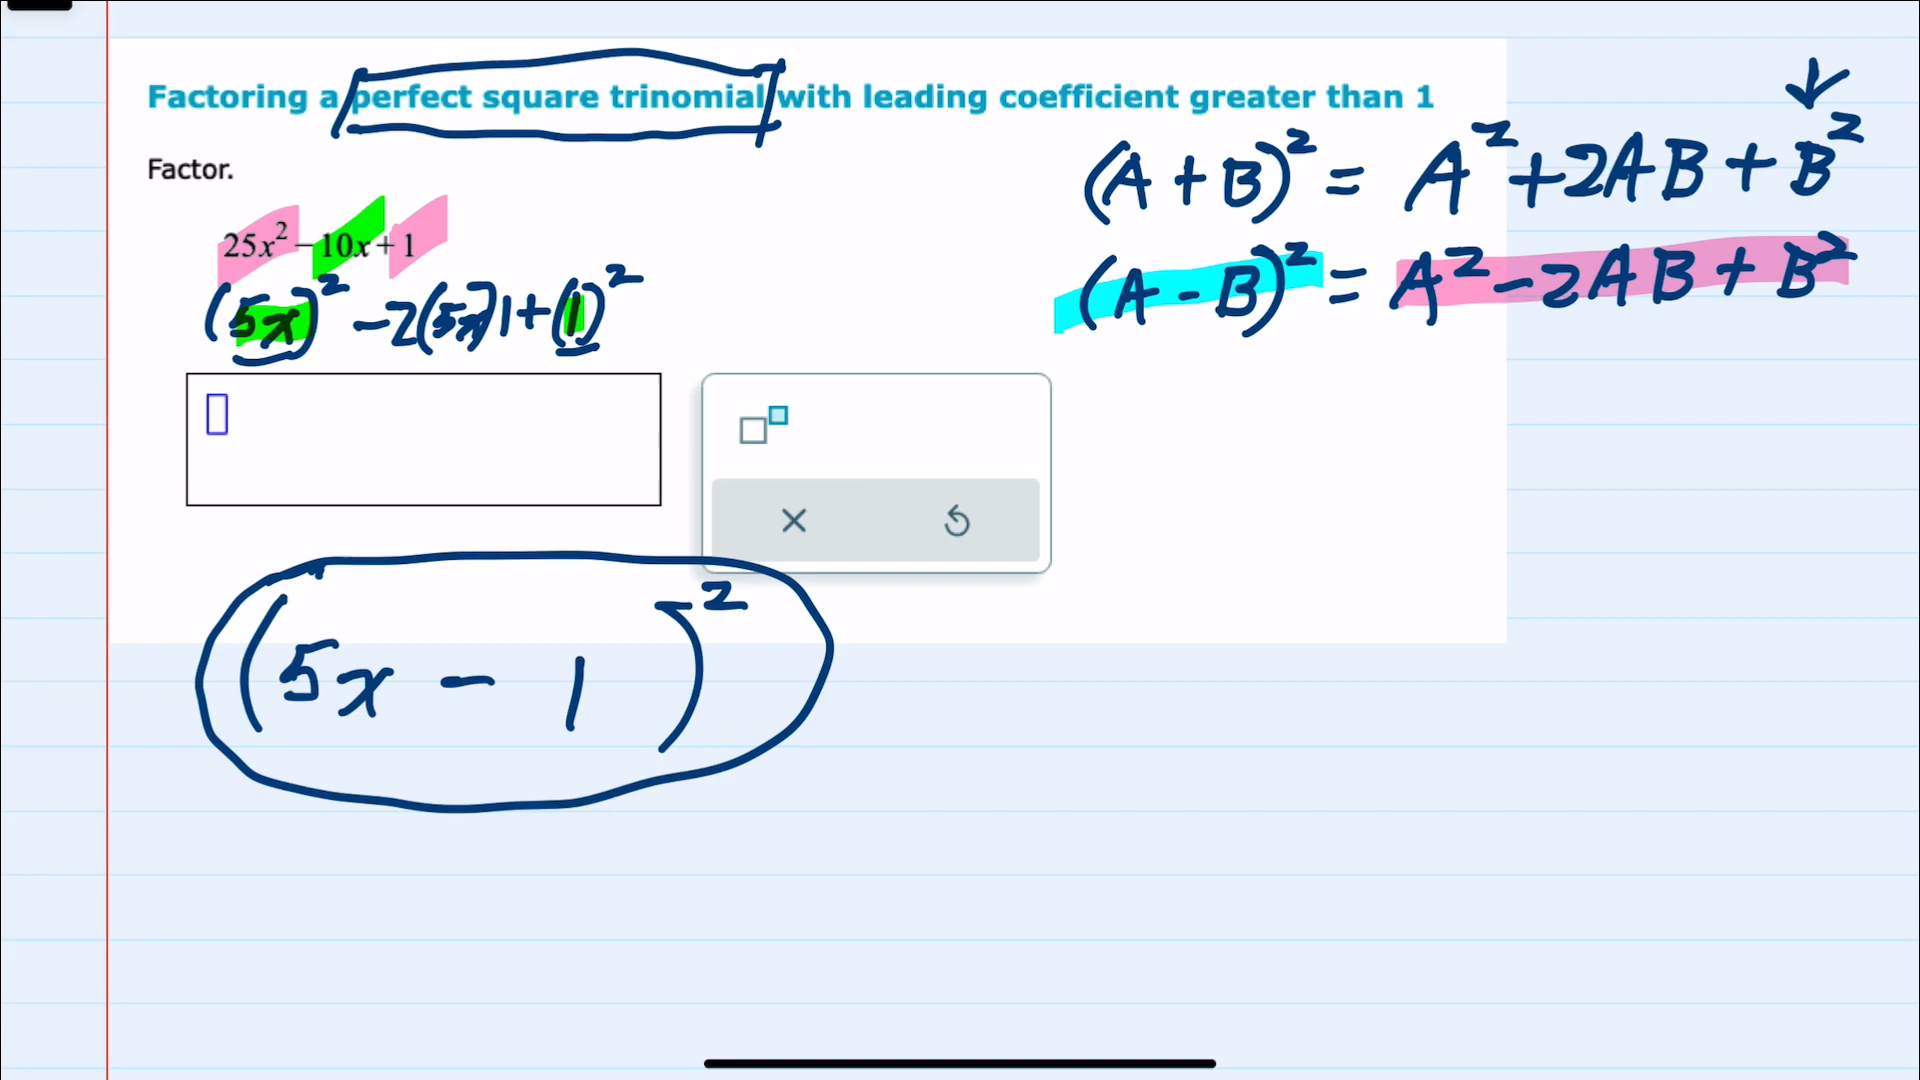 Factoring a perfect square trinomial with leading coefficient greater than 1
(A + B)² = A² + 2AB + B²
Factor.
25x² − 10x + 1
(A - B)² = A² - 2AB + B²
(5x)² - 2(5x)1 + (1)²
(5x - 1)²